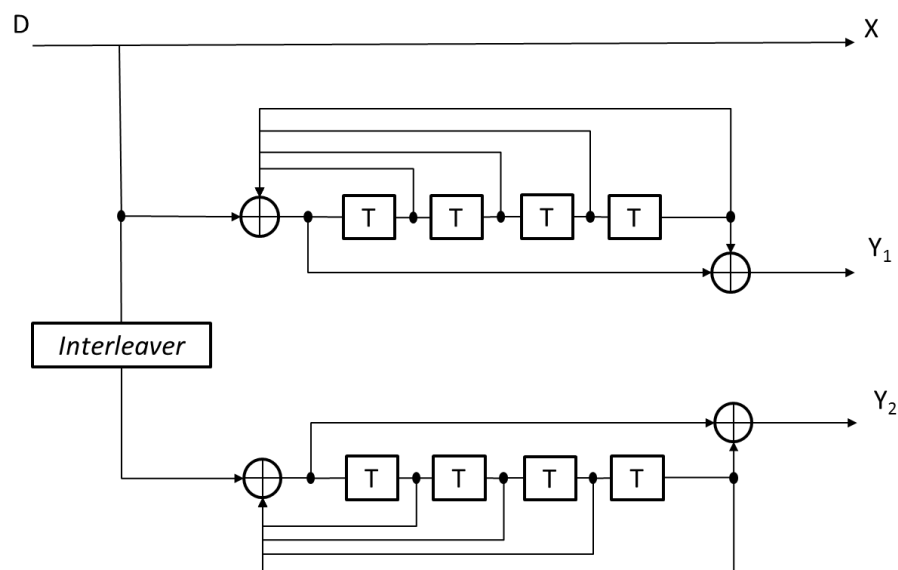 D X
T T T T
Y₁
Interleaver
Y₂
T T T T